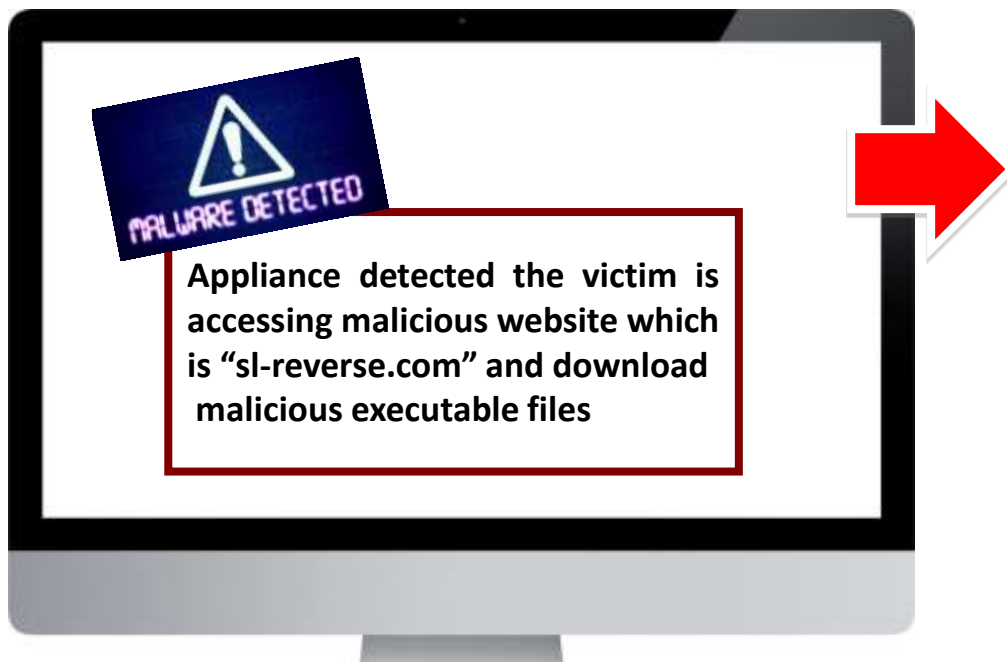 MALWARE DETECTED
Appliance detected the victim is
accessing malicious website which
is “sl-reverse.com” and download
malicious executable files